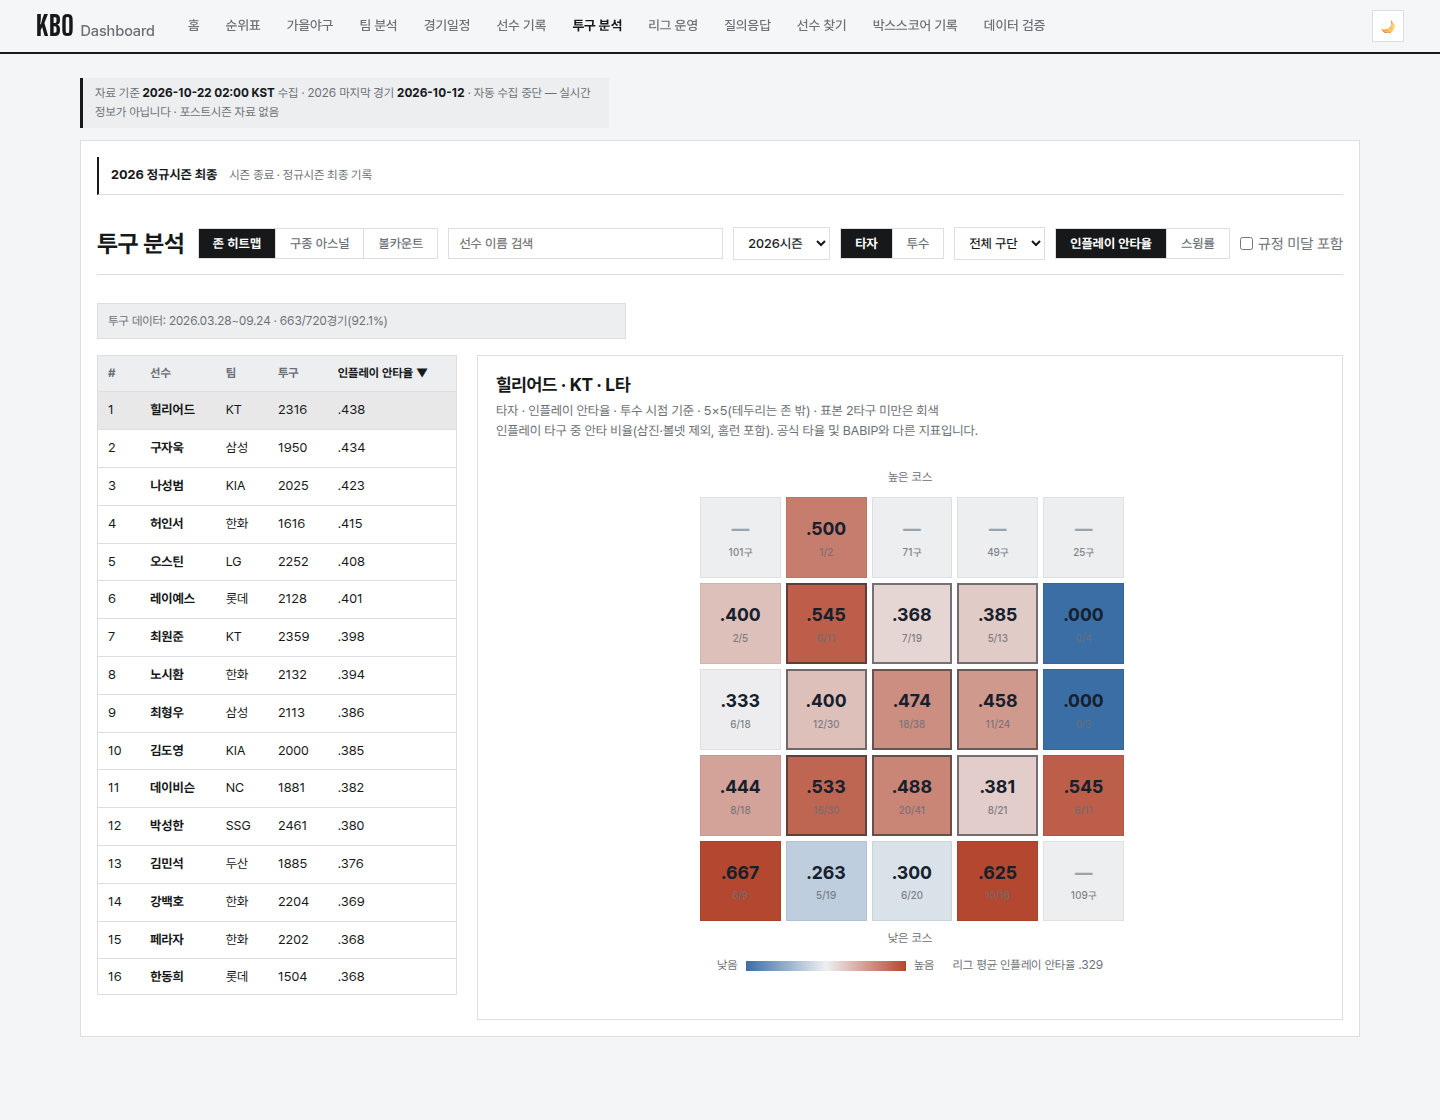 KBO Dashboard 홈 순위표 가을야구 팀 분석 경기일정 선수 기록 투구 분석 리그 운영 질의응답 선수 찾기 박스스코어 기록 데이터 검증
자료 기준 2026-10-22 02:00 KST 수집 · 2026 마지막 경기 2026-10-12 · 자동 수집 중단 — 실시간
정보가 아닙니다 · 포스트시즌 자료 없음
2026 정규시즌 최종 시즌 종료 · 정규시즌 최종 기록
투구 분석 존 히트맵 구종 아스널 볼카운트 선수 이름 검색 2026시즌 타자 투수 전체 구단 인플레이 안타율 스윙률 규정 미달 포함
투구 데이터: 2026.03.28~09.24 · 663/720경기(92.1%)
# 선수 팀 투구 인플레이 안타율 ▼
1 힐리어드 KT 2316 .438
2 구자욱 삼성 1950 .434
3 나성범 KIA 2025 .423
4 허인서 한화 1616 .415
5 오스틴 LG 2252 .408
6 레이예스 롯데 2128 .401
7 최원준 KT 2359 .398
8 노시환 한화 2132 .394
9 최형우 삼성 2113 .386
10 김도영 KIA 2000 .385
11 데이비슨 NC 1881 .382
12 박성한 SSG 2461 .380
13 김민석 두산 1885 .376
14 강백호 한화 2204 .369
15 페라자 한화 2202 .368
16 한동희 롯데 1504 .368
힐리어드 · KT · L타
타자 · 인플레이 안타율 · 투수 시점 기준 · 5×5(테두리는 존 밖) · 표본 2타구 미만은 회색
인플레이 타구 중 안타 비율(삼진·볼넷 제외, 홈런 포함). 공식 타율 및 BABIP와 다른 지표입니다.
높은 코스
— .500 — — —
101구 1/2 71구 49구 25구
.400 .545 .368 .385 .000
2/5 6/11 7/19 5/13
.333 .400 .474 .458 .000
6/18 12/30 18/38 11/24
.444 .533 .488 .381 .545
8/18 16/30 20/41 8/21 6/11
.667 .263 .300 .625 —
5/19 6/20 10/16 109구
낮은 코스
낮음 높음 리그 평균 인플레이 안타율 .329